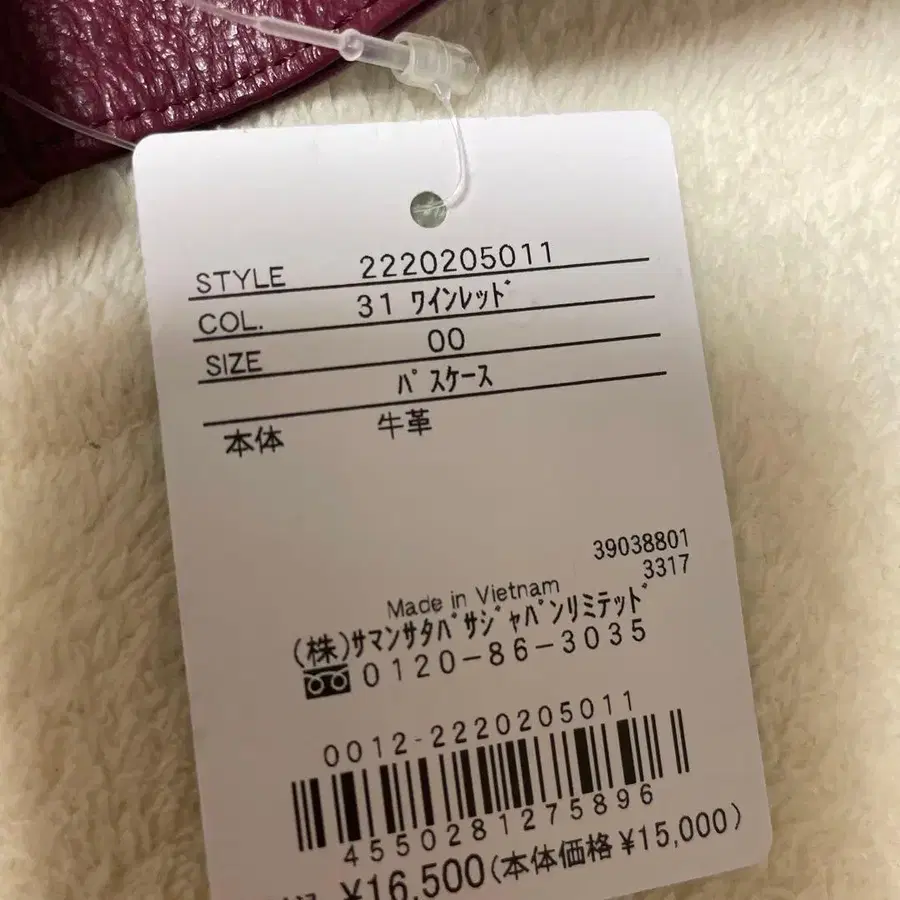 STYLE 2220205011
COL. 31 ワインレッド
SIZE 00
パスケース
本体 牛革
39038801
3317
Made in Vietnam
(株)サマンサタバサジャパンリミテッド
0120-86-3035
0012-2220205011
4550281275896
¥16,500(本体価格¥15,000)